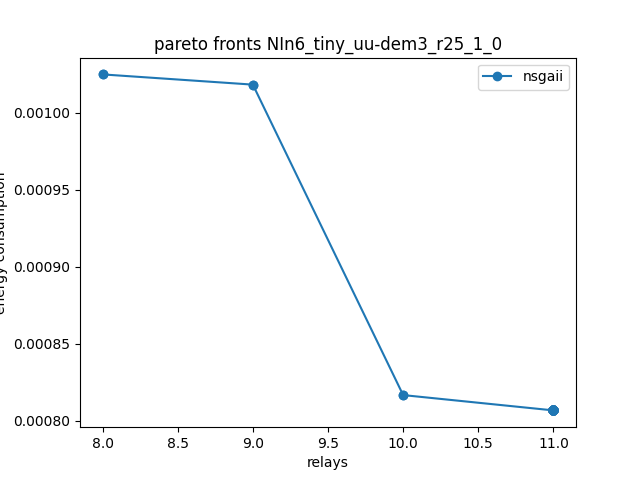 pareto fronts NIn6_tiny_uu-dem3_r25_1_0
nsgaii
0.00100
0.00095
0.00090
0.00085
0.00080
energy consumption
8.0 8.5 9.0 9.5 10.0 10.5 11.0
relays